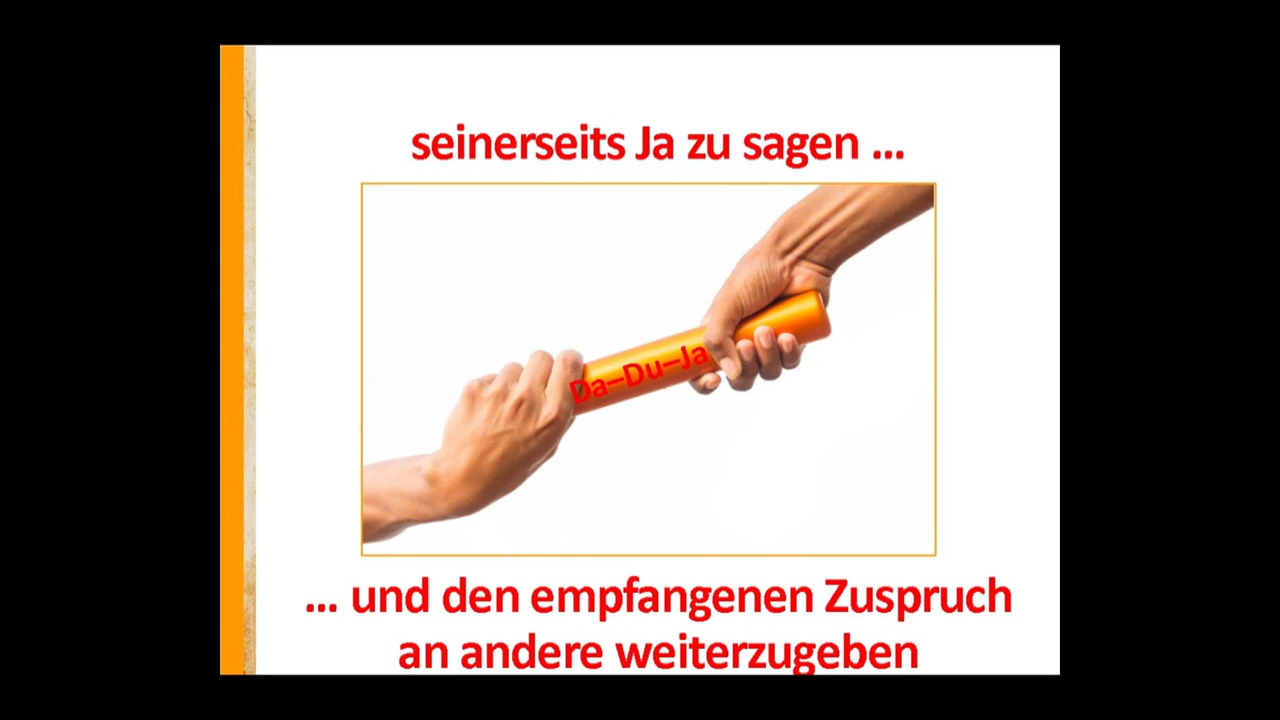 seinerseits Ja zu sagen ...
Da–Du–Ja
... und den empfangenen Zuspruch
an andere weiterzugeben